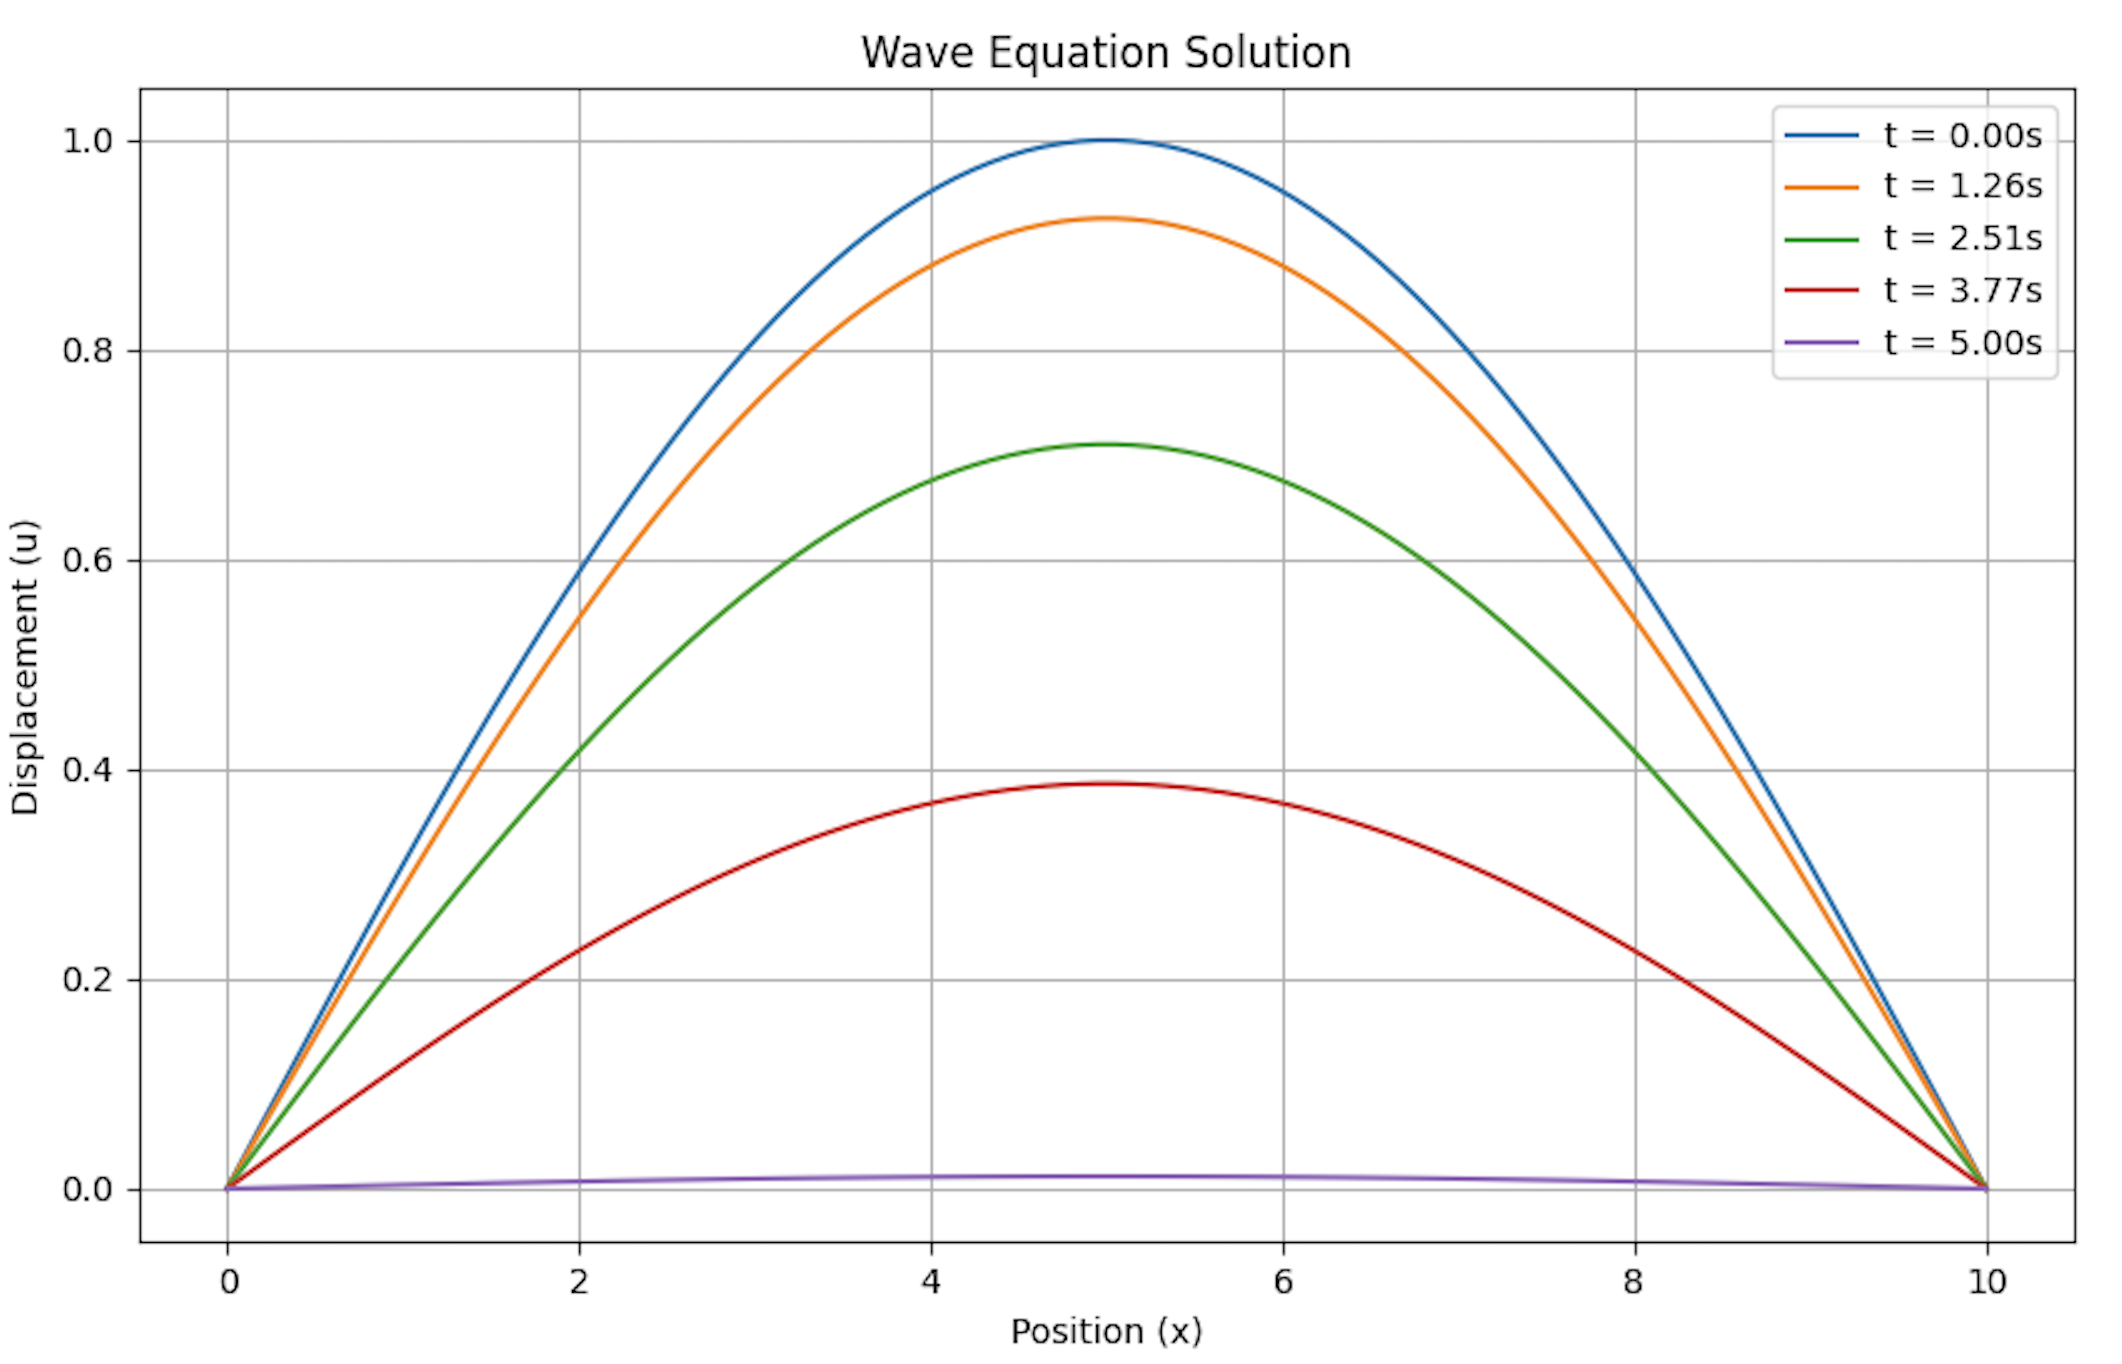 Wave Equation Solution
t = 0.00s
t = 1.26s
t = 2.51s
t = 3.77s
t = 5.00s
1.0
0.8
0.6
0.4
0.2
0.0
Displacement (u)
0 2 4 6 8 10
Position (x)